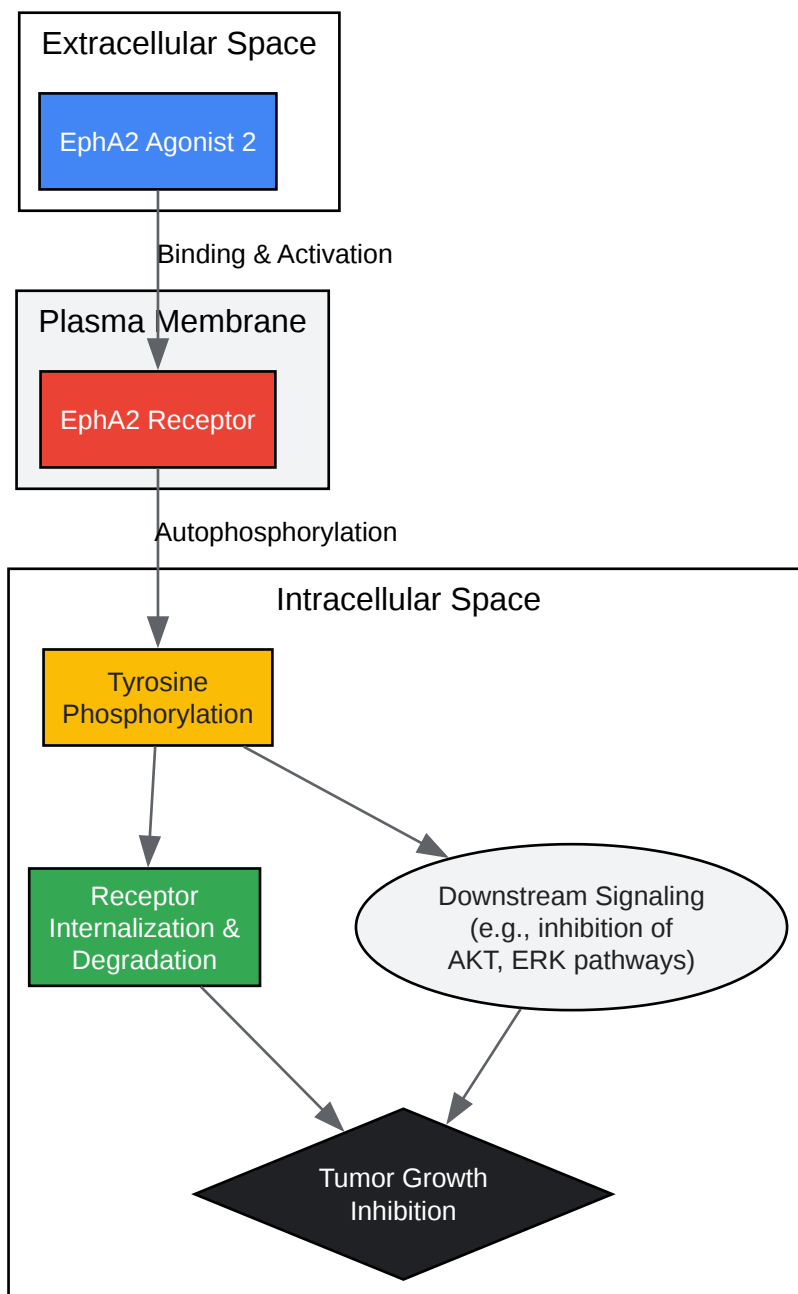 Extracellular Space
EphA2 Agonist 2
Binding & Activation
Plasma Membrane
EphA2 Receptor
Autophosphorylation
Intracellular Space
Tyrosine
Phosphorylation
Receptor
Internalization &
Degradation
Downstream Signaling
(e.g., inhibition of
AKT, ERK pathways)
Tumor Growth
Inhibition